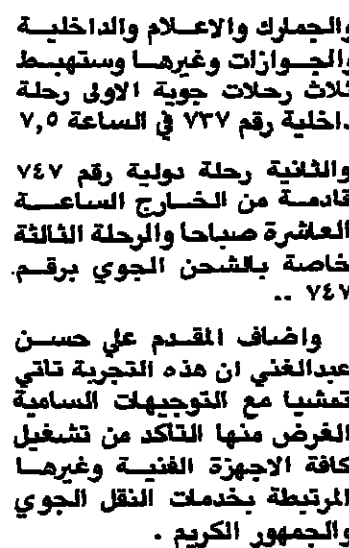 والجمارك والاعلام والداخلية
والجوازات وغيرها وستهبط
ثلاث رحلات جوية الاولى رحلة
داخلية رقم ٧٣٧ في الساعة ٧,٥
والثانية رحلة دولية رقم ٧٤٧
قادمة من الخارج الساعة
العاشرة صباحا والرحلة الثالثة
خاصة بالشحن الجوي برقم
٧٤٧ ..
واضاف المقدم علي حسن
عبدالغني ان هذه التجربة تاتي
تمشيا مع التوجيهات السامية
الغرض منها التاكد من تشغيل
كافة الاجهزة الفنية وغيرها
المرتبطة بخدمات النقل الجوي
والجمهور الكريم .